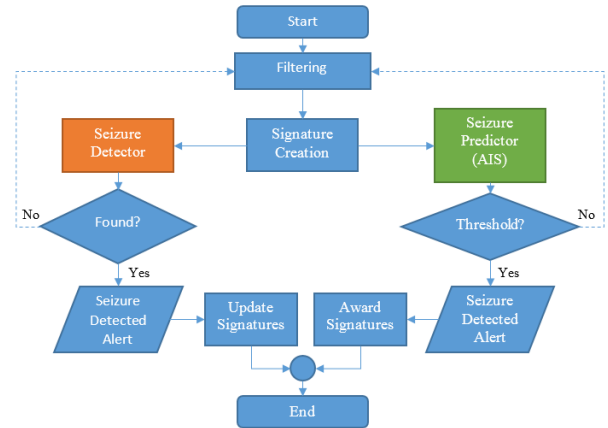 Start
Filtering
Seizure
Detector
Signature
Creation
Seizure
Predictor
(AIS)
No
Found?
Threshold?
No
Yes
Yes
Seizure
Detected
Alert
Update
Signatures
Award
Signatures
Seizure
Detected
Alert
End